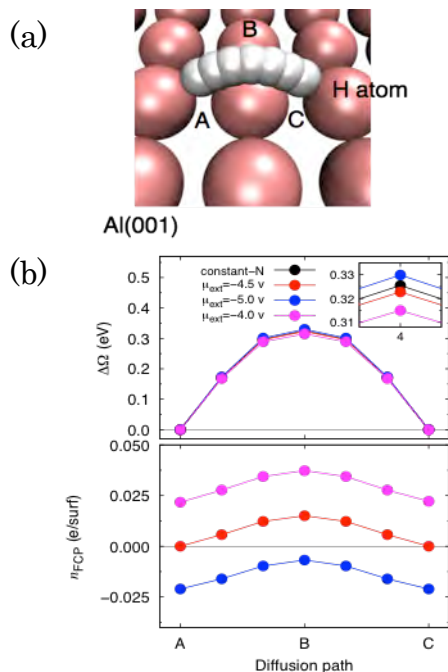 (a)
B
H atom
A
C
Al(001)
(b)
constant-N
μext=−4.5 v
μext=−5.0 v
μext=−4.0 v
0.33
0.32
0.31
4
0.5
0.4
0.3
0.2
0.1
0.0
ΔΩ (eV)
0.050
0.025
0.000
−0.025
nFCP (e/surf)
A
B
C
Diffusion path